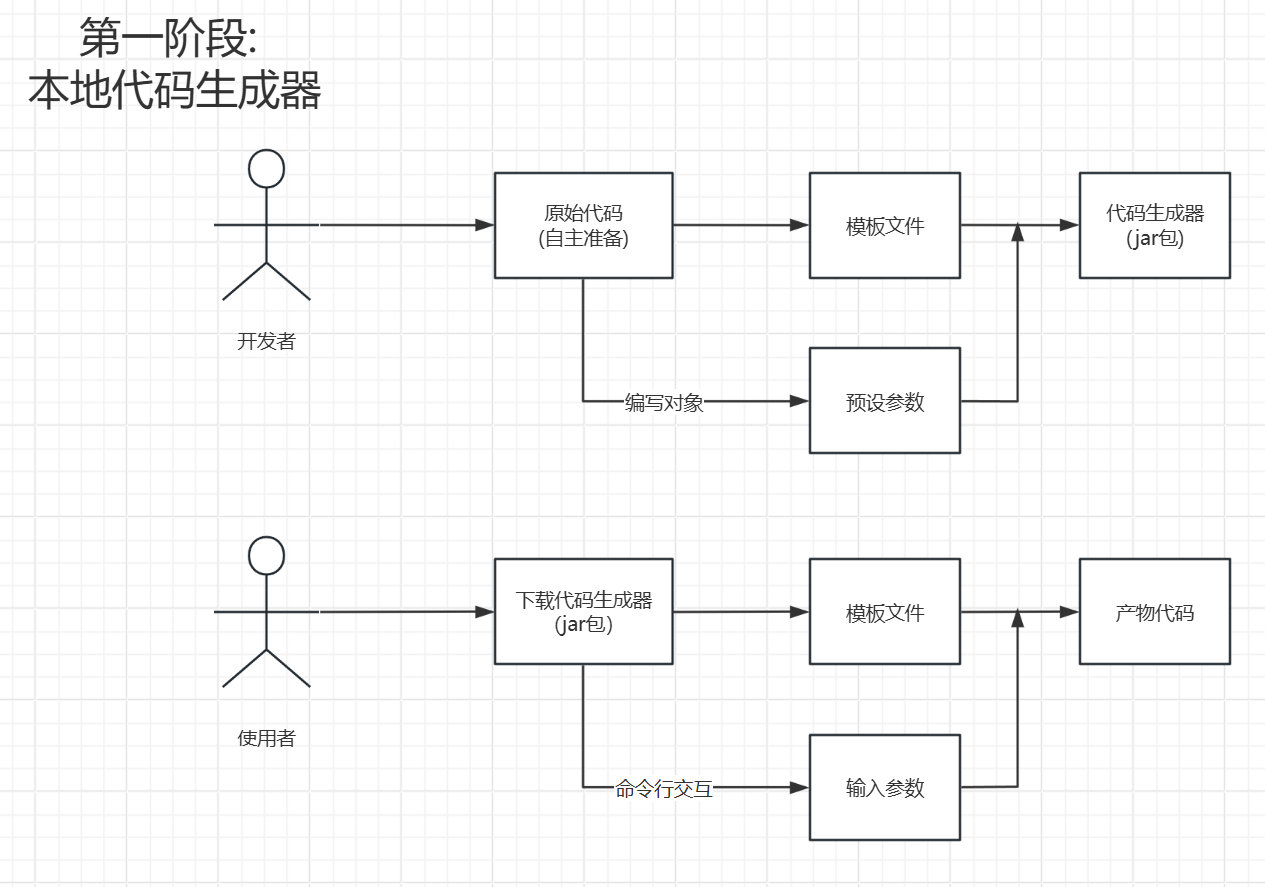 第一阶段:
本地代码生成器
原始代码
(自主准备)
模板文件
代码生成器
(jar包)
开发者
编写对象
预设参数
下载代码生成器
(jar包)
模板文件
产物代码
使用者
命令行交互
输入参数